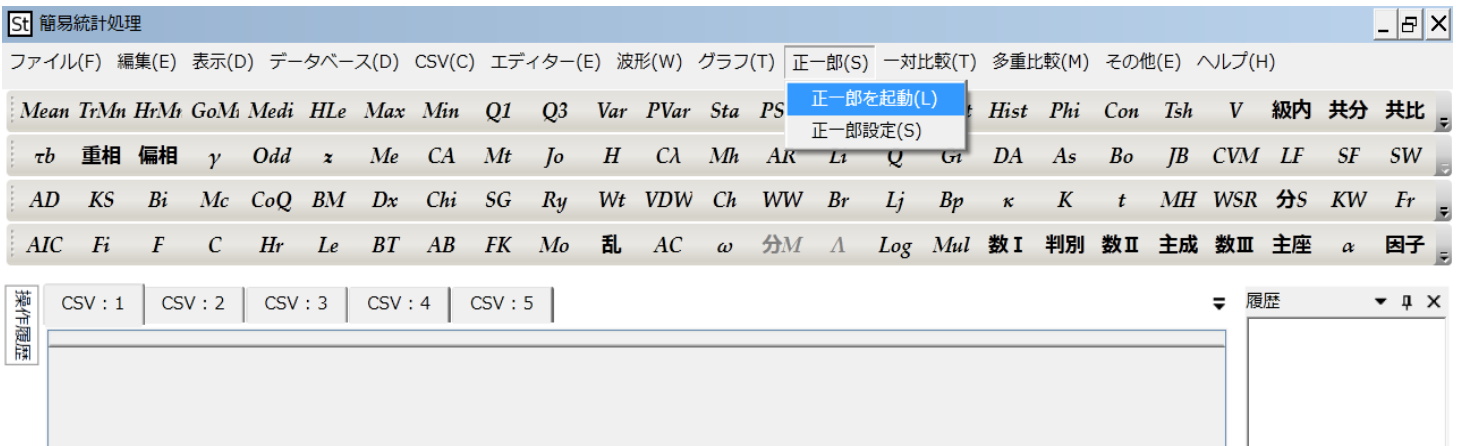 St 簡易統計処理
ファイル(F) 編集(E) 表示(D) データベース(D) CSV(C) エディター(E) 波形(W) グラフ(T) 正一郎(S) 一対比較(T) 多重比較(M) その他(E) ヘルプ(H)
正一郎を起動(L)
正一郎設定(S)
Mean TrMn HrMn GoMi Medi HLe Max Min Q1 Q3 Var PVar Sta PS Hist Phi Con Tsh V 級内 共分 共比
τb 重相 偏相 γ Odd z Me CA Mt Jo H Cλ Mh AR Li Q Gi DA As Bo JB CVM LF SF SW
AD KS Bi Mc CoQ BM Dx Chi SG Ry Wt VDW Ch WW Br Lj Bp κ K t MH WSR 分S KW Fr
AIC Fi F C Hr Le BT AB FK Mo 乱 AC ω 分M Λ Log Mul 数I 判別 数II 主成 数III 主座 α 因子
操作履歴
CSV : 1 CSV : 2 CSV : 3 CSV : 4 CSV : 5
履歴